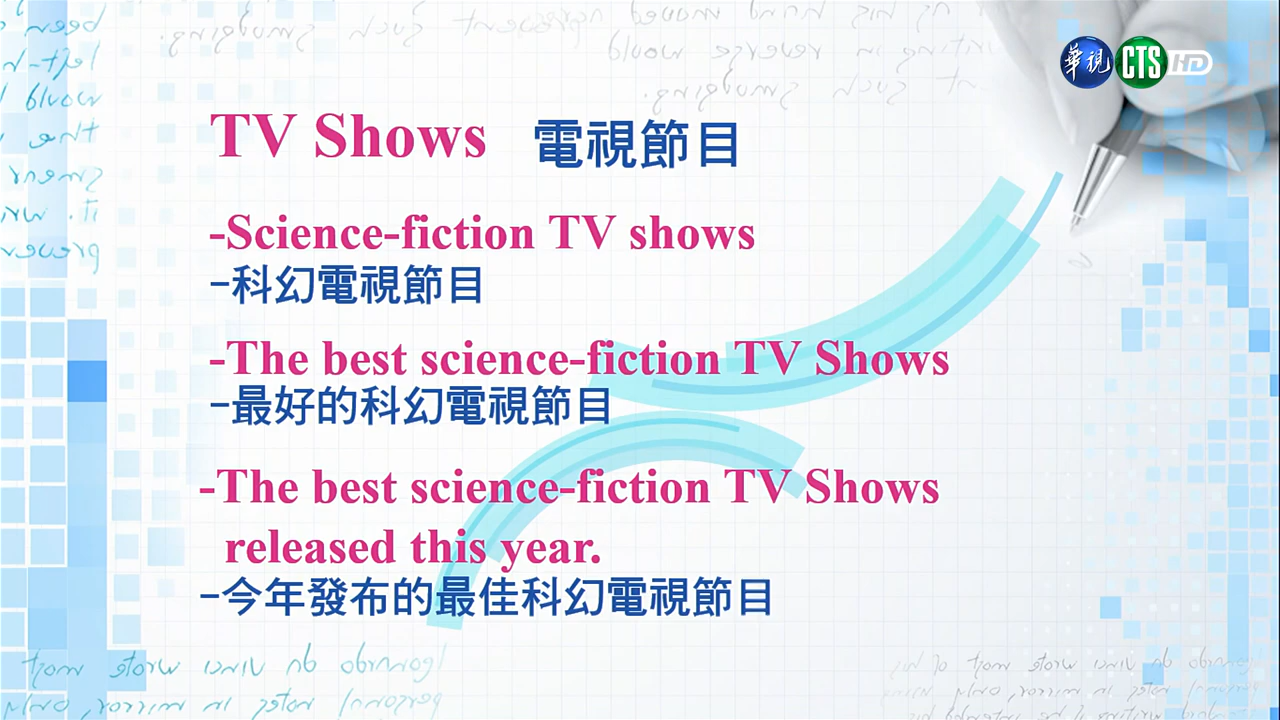 華視 CTS HD
TV Shows 電視節目
-Science-fiction TV shows
-科幻電視節目
-The best science-fiction TV Shows
-最好的科幻電視節目
-The best science-fiction TV Shows
released this year.
-今年發布的最佳科幻電視節目